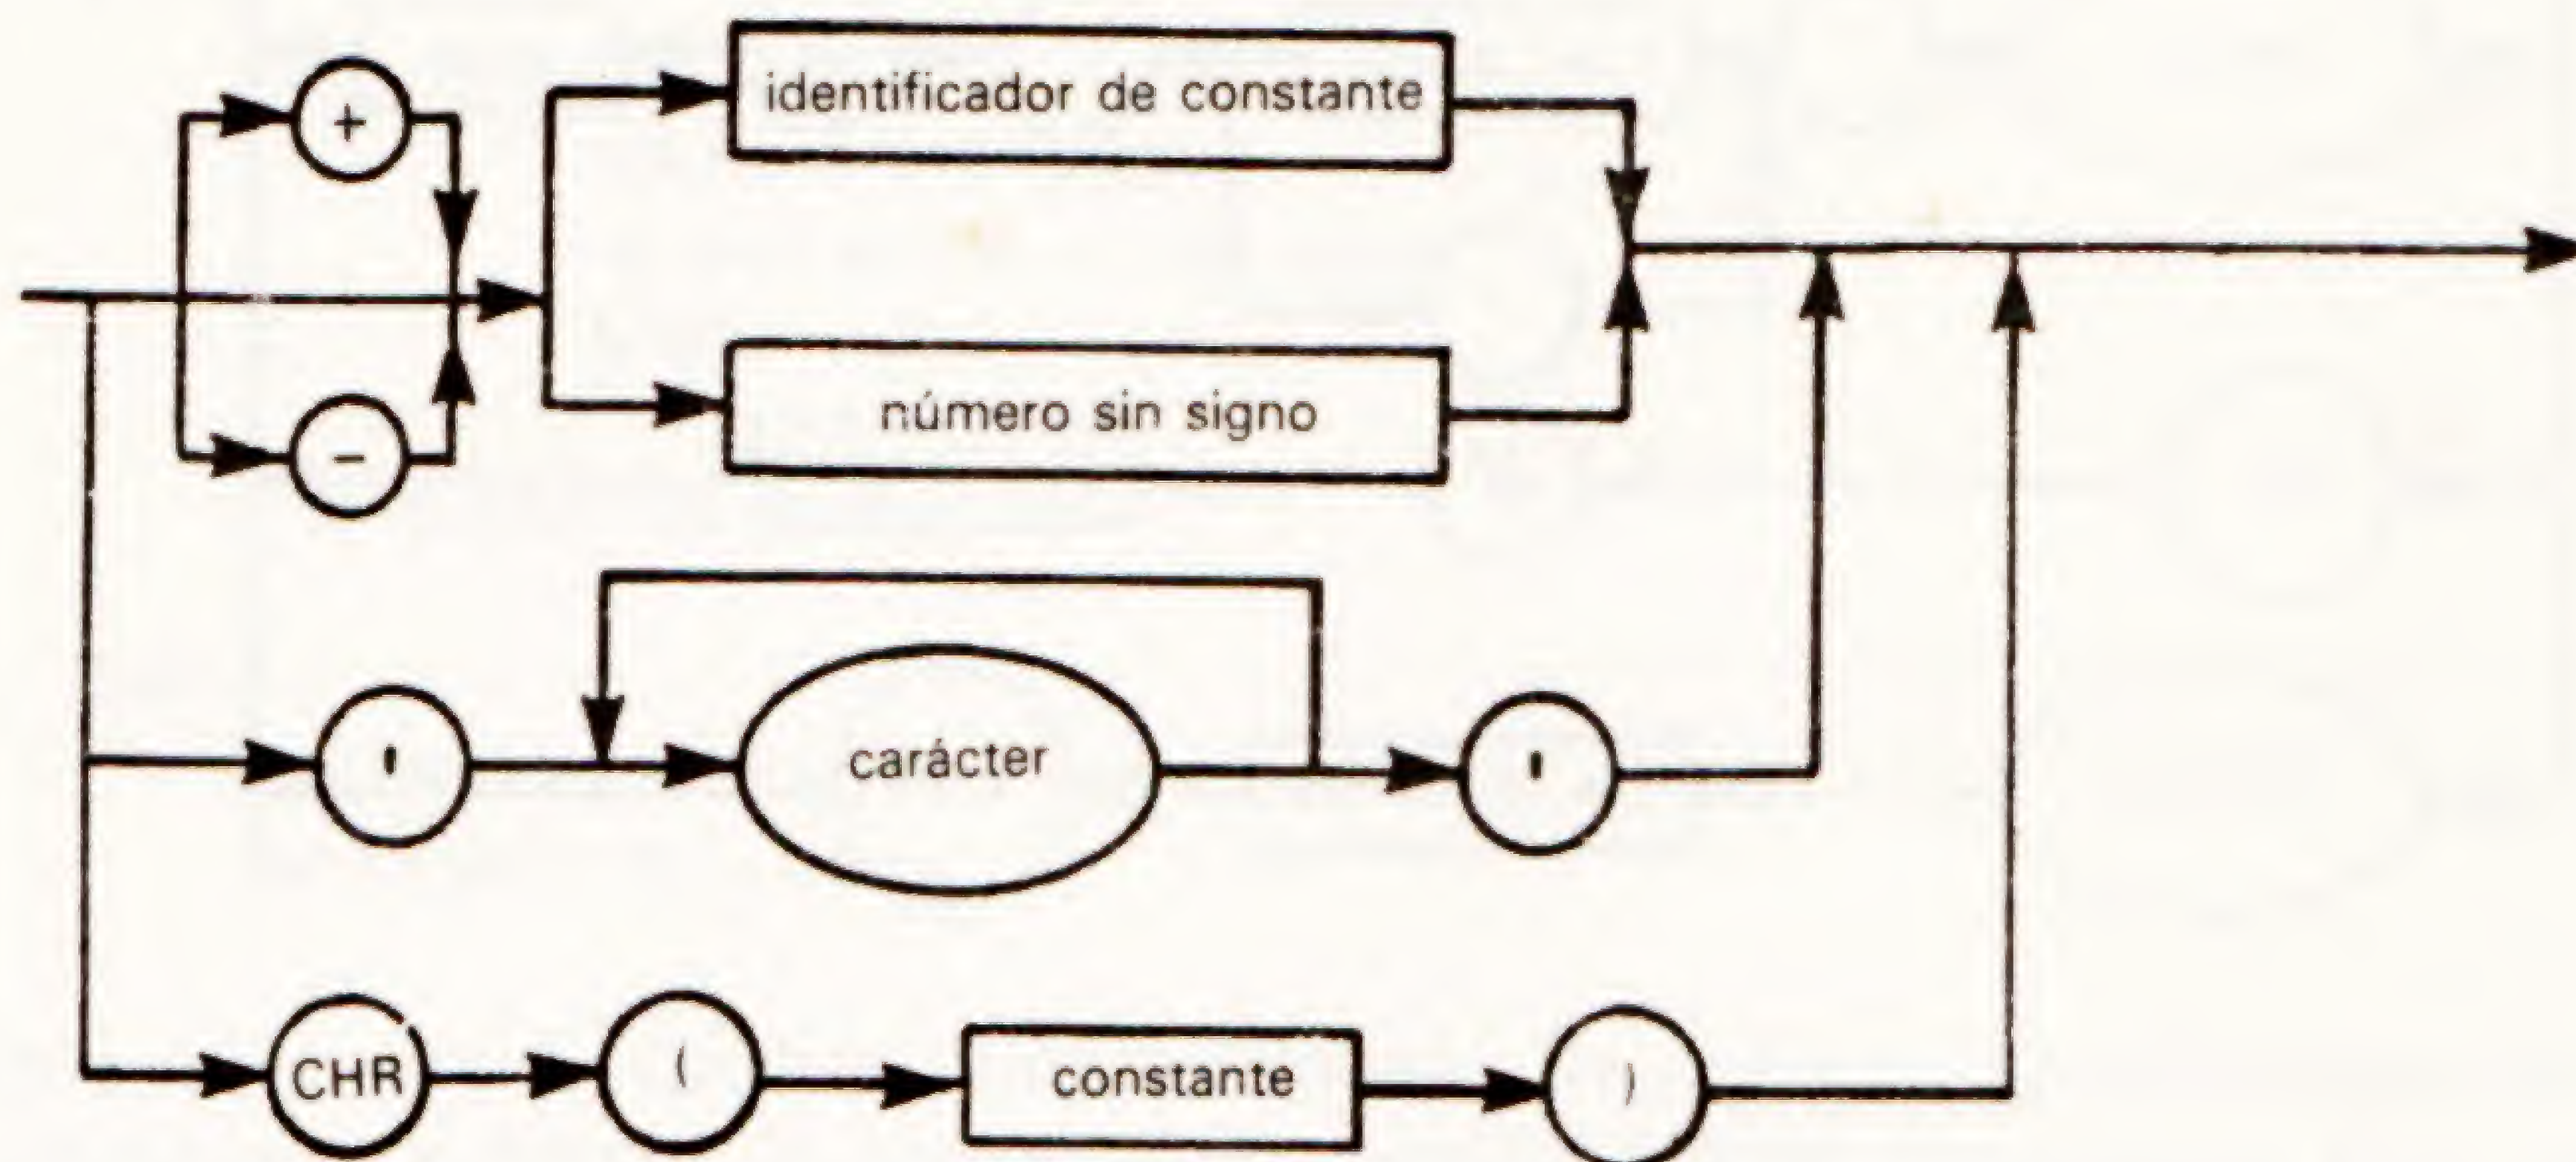 +
identificador de constante
-
número sin signo
' carácter '
CHR ( constante )